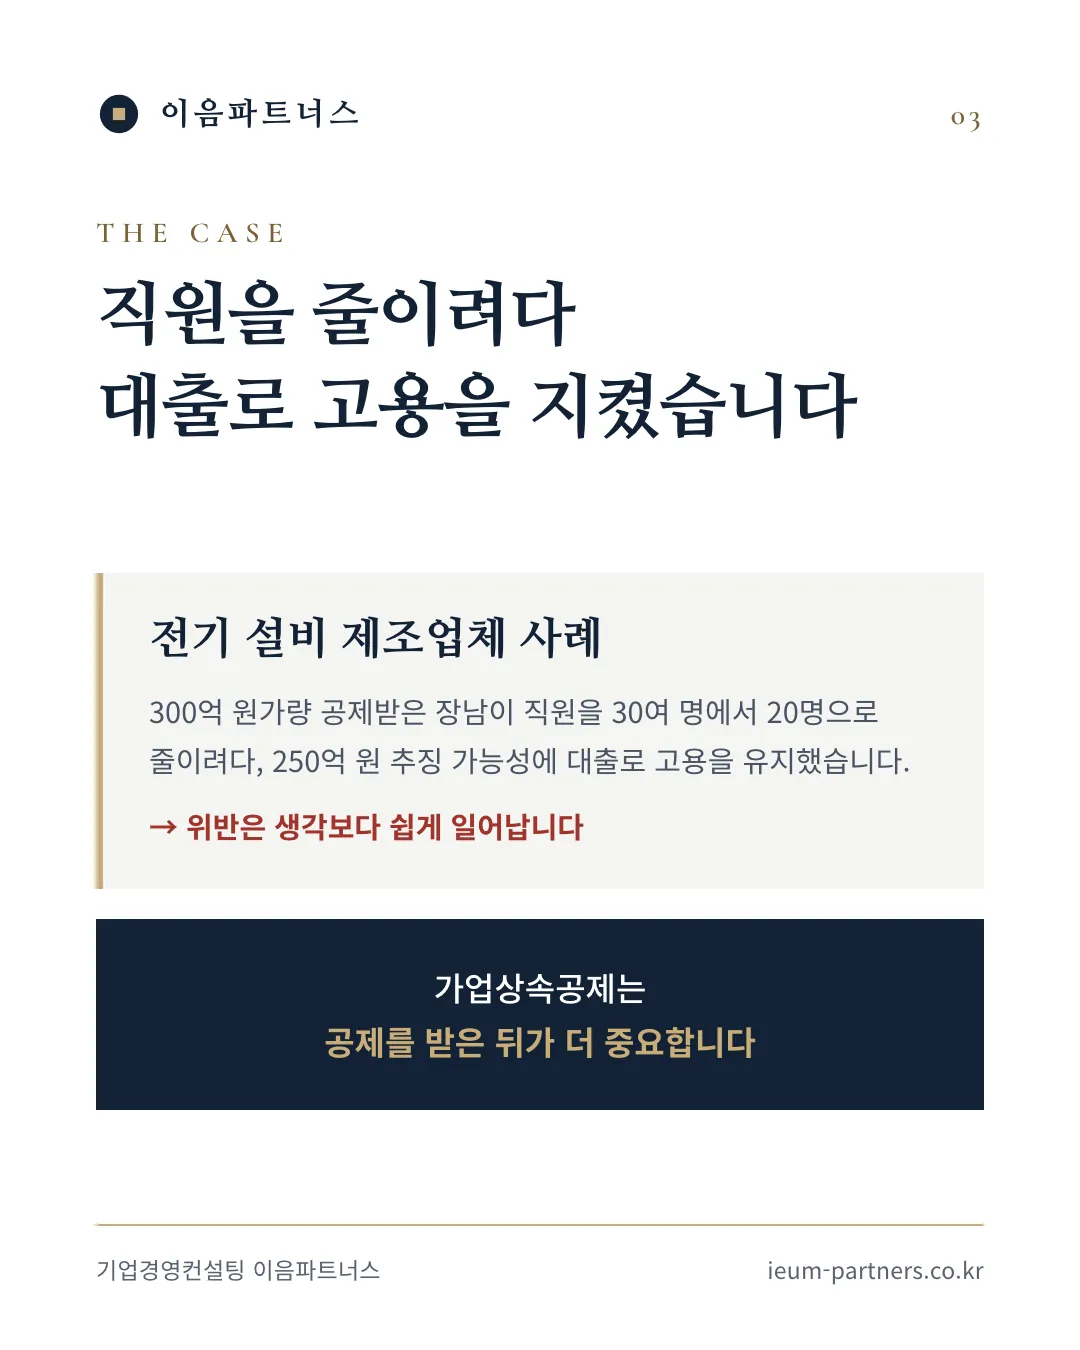 이음파트너스
03
THE CASE
직원을 줄이려다
대출로 고용을 지켰습니다
전기 설비 제조업체 사례
300억 원가량 공제받은 장남이 직원을 30여 명에서 20명으로
줄이려다, 250억 원 추징 가능성에 대출로 고용을 유지했습니다.
→ 위반은 생각보다 쉽게 일어납니다
가업상속공제는
공제를 받은 뒤가 더 중요합니다
기업경영컨설팅 이음파트너스
ieum-partners.co.kr